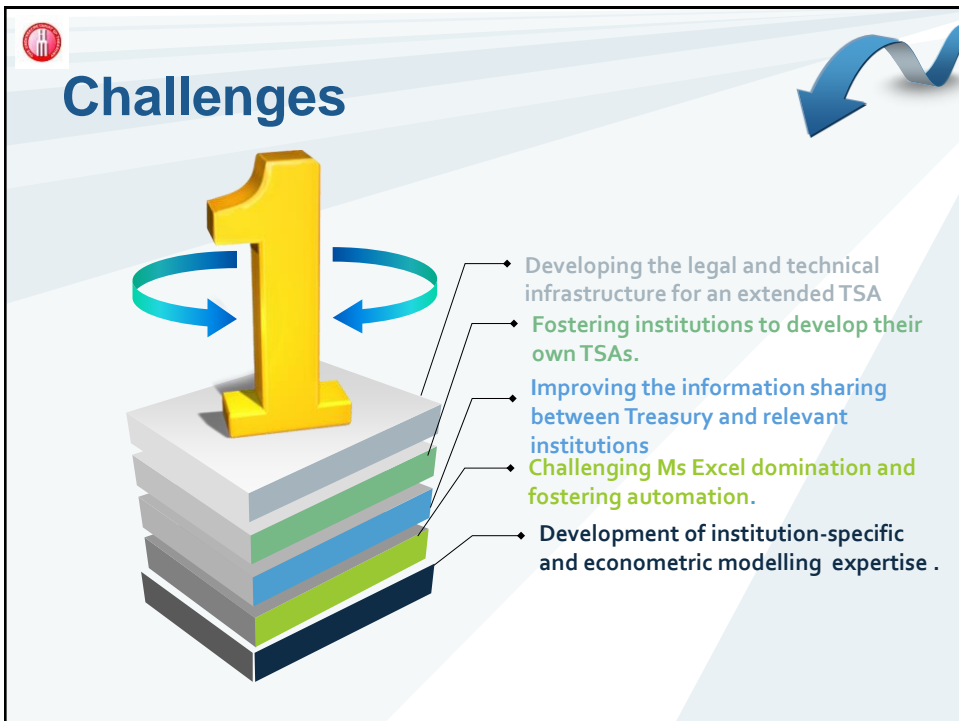 Challenges
1
Developing the legal and technical
infrastructure for an extended TSA
Fostering institutions to develop their
own TSAs.
Improving the information sharing
between Treasury and relevant
institutions
Challenging Ms Excel domination and
fostering automation.
Development of institution-specific
and econometric modelling expertise .